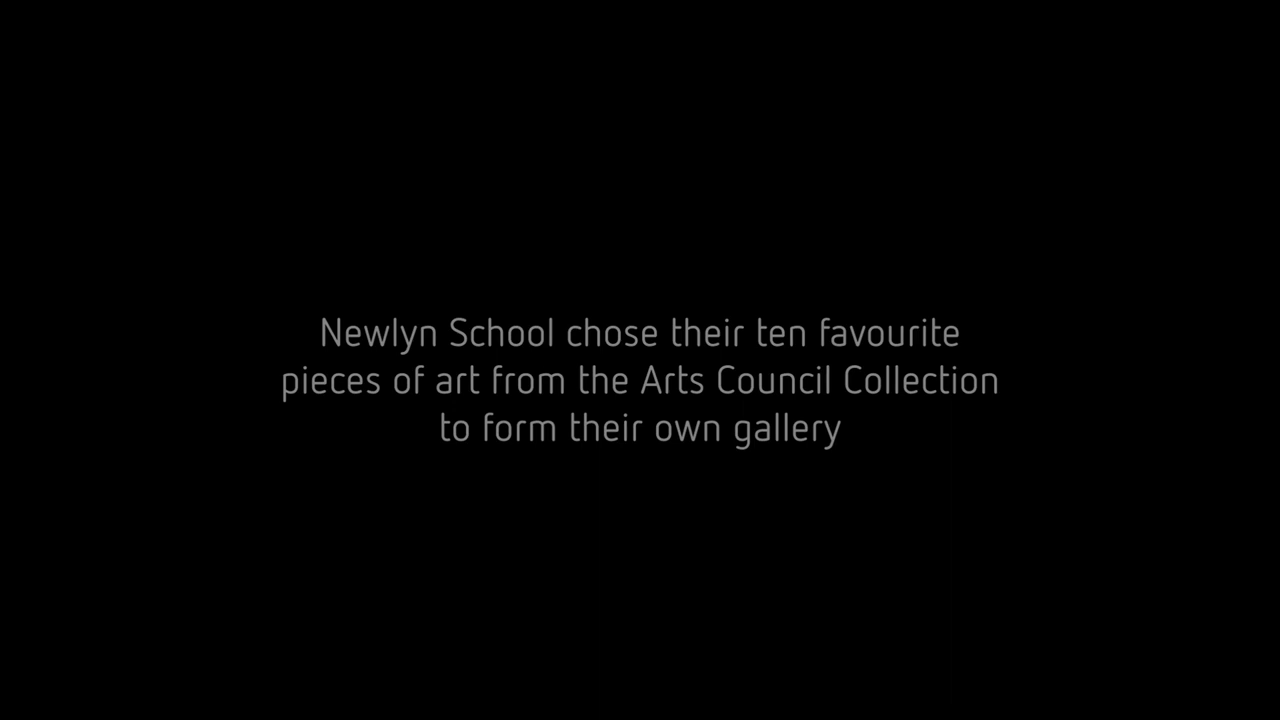 Newlyn School chose their ten favourite
pieces of art from the Arts Council Collection
to form their own gallery